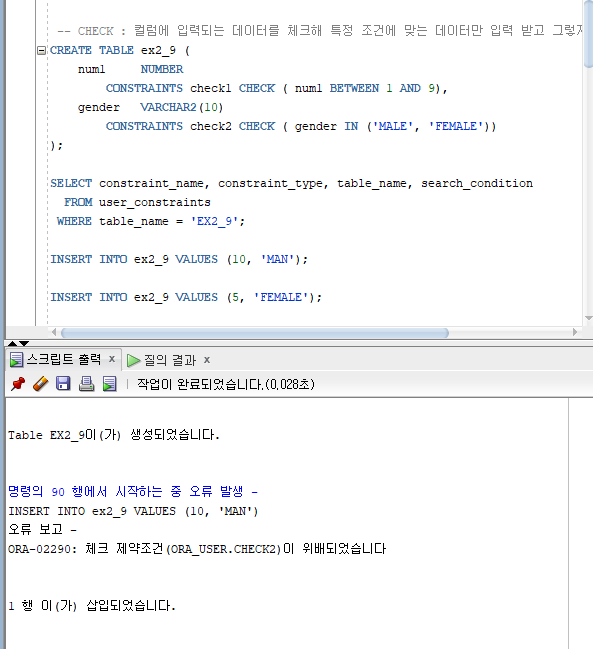 -- CHECK : 컬럼에 입력되는 데이터를 체크해 특정 조건에 맞는 데이터만 입력 받고 그렇지
CREATE TABLE ex2_9 (
num1 NUMBER
CONSTRAINTS check1 CHECK ( num1 BETWEEN 1 AND 9),
gender VARCHAR2(10)
CONSTRAINTS check2 CHECK ( gender IN ('MALE', 'FEMALE'))
);
SELECT constraint_name, constraint_type, table_name, search_condition
FROM user_constraints
WHERE table_name = 'EX2_9';
INSERT INTO ex2_9 VALUES (10, 'MAN');
INSERT INTO ex2_9 VALUES (5, 'FEMALE');
스크립트 출력 x 질의 결과 x
작업이 완료되었습니다.(0,028초)
Table EX2_9이(가) 생성되었습니다.
명령의 90 행에서 시작하는 중 오류 발생 -
INSERT INTO ex2_9 VALUES (10, 'MAN')
오류 보고 -
ORA-02290: 체크 제약조건(ORA_USER.CHECK2)이 위배되었습니다
1 행 이(가) 삽입되었습니다.